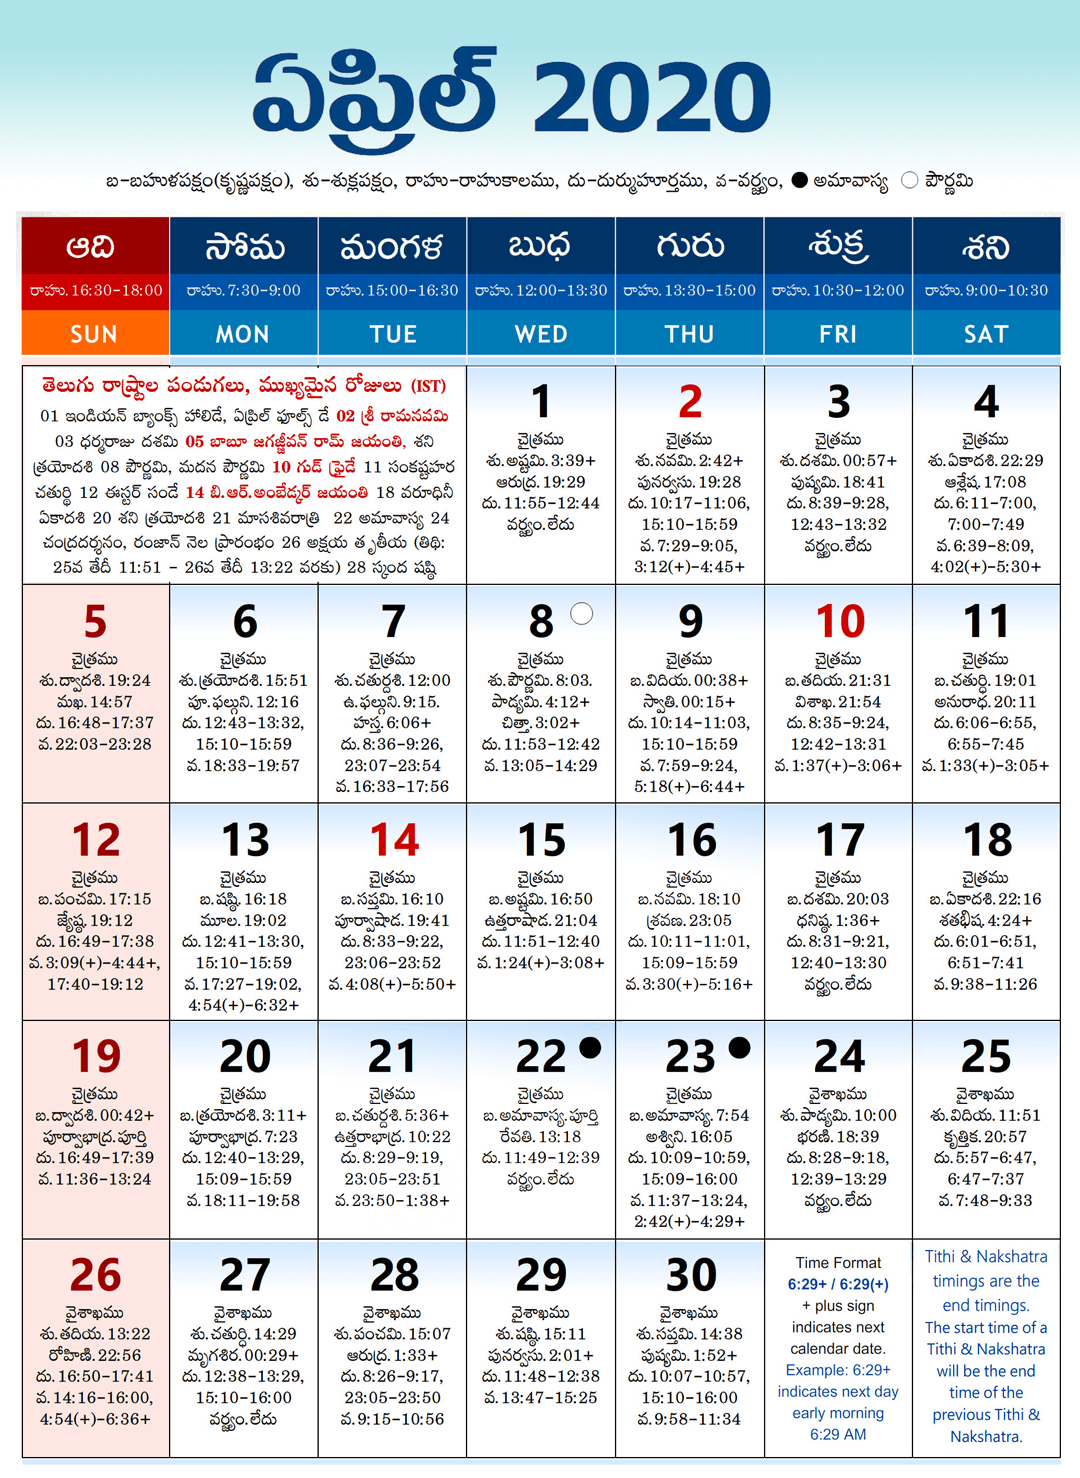 ఏప్రిల్ 2020
బ-బహుళపక్షం(కృష్ణపక్షం), శు-శుక్లపక్షం, రాహు-రాహుకాలము, దు-దుర్ముహూర్తము, వ-వర్జ్యం, అమావాస్య పౌర్ణమి
ఆది సోమ మంగళ బుధ గురు శుక్ర శని
రాహు.16:30-18:00 రాహు.7:30-9:00 రాహు.15:00-16:30 రాహు.12:00-13:30 రాహు.13:30-15:00 రాహు.10:30-12:00 రాహు.9:00-10:30
SUN MON TUE WED THU FRI SAT
తెలుగు రాష్ట్రాల పండుగలు, ముఖ్యమైన రోజులు (IST)
01 ఇండియన్ బ్యాంక్స్ హాలిడే, ఏప్రిల్ ఫూల్స్ డే 02 శ్రీ రామనవమి
03 ధర్మరాజు దశమి 05 బాబూ జగజ్జీవన్ రామ్ జయంతి, శని
త్రయోదశి 08 పౌర్ణమి, మదన పౌర్ణమి 10 గుడ్ ఫ్రైడే 11 సంకష్టహర
చతుర్థి 12 ఈస్టర్ సండే 14 బి.ఆర్.అంబేడ్కర్ జయంతి 18 వరూధినీ
ఏకాదశి 20 శని త్రయోదశి 21 మాసశివరాత్రి 22 అమావాస్య 24
చంద్రదర్శనం, రంజాన్ నెల ప్రారంభం 26 అక్షయ తృతీయ (తిథి:
25వ తేదీ 11:51 - 26వ తేదీ 13:22 వరకు) 28 స్కంద షష్ఠి
1
చైత్రము
శు.అష్టమి.3:39+
ఆరుద్ర.19:29
దు.11:55-12:44
వర్జ్యం.లేదు
2
చైత్రము
శు.నవమి.2:42+
పునర్వసు.19:28
దు.10:17-11:06,
15:10-15:59
వ.7:29-9:05,
3:12(+)-4:45+
3
చైత్రము
శు.దశమి.00:57+
పుష్యమి.18:41
దు.8:39-9:28,
12:43-13:32
వర్జ్యం.లేదు
4
చైత్రము
శు.ఏకాదశి.22:29
ఆశ్లేష.17:08
దు.6:11-7:00,
7:00-7:49
వ.6:39-8:09,
4:02(+)-5:30+
5
చైత్రము
శు.ద్వాదశి.19:24
మఖ.14:57
దు.16:48-17:37
వ.22:03-23:28
6
చైత్రము
శు.త్రయోదశి.15:51
పూ.ఫల్గుని.12:16
దు.12:43-13:32,
15:10-15:59
వ.18:33-19:57
7
చైత్రము
శు.చతుర్దశి.12:00
ఉ.ఫల్గుని.9:15.
హస్త.6:06+
దు.8:36-9:26,
23:07-23:54
వ.16:33-17:56
8
చైత్రము
శు.పౌర్ణమి.8:03.
పాడ్యమి.4:12+
చిత్తా.3:02+
దు.11:53-12:42
వ.13:05-14:29
9
చైత్రము
బ.విదియ.00:38+
స్వాతి.00:15+
దు.10:14-11:03,
15:10-15:59
వ.7:59-9:24,
5:18(+)-6:44+
10
చైత్రము
బ.తదియ.21:31
విశాఖ.21:54
దు.8:35-9:24,
12:42-13:31
వ.1:37(+)-3:06+
11
చైత్రము
బ.చతుర్థి.19:01
అనురాధ.20:11
దు.6:06-6:55,
6:55-7:45
వ.1:33(+)-3:05+
12
చైత్రము
బ.పంచమి.17:15
జ్యేష్ఠ.19:12
దు.16:49-17:38
వ.3:09(+)-4:44+,
17:40-19:12
13
చైత్రము
బ.షష్ఠి.16:18
మూల.19:02
దు.12:41-13:30,
15:10-15:59
వ.17:27-19:02,
4:54(+)-6:32+
14
చైత్రము
బ.సప్తమి.16:10
పూర్వాషాడ.19:41
దు.8:33-9:22,
23:06-23:52
వ.4:08(+)-5:50+
15
చైత్రము
బ.అష్టమి.16:50
ఉత్తరాషాడ.21:04
దు.11:51-12:40
వ.1:24(+)-3:08+
16
చైత్రము
బ.నవమి.18:10
శ్రవణ.23:05
దు.10:11-11:01,
15:09-15:59
వ.3:30(+)-5:16+
17
చైత్రము
బ.దశమి.20:03
ధనిష్ఠ.1:36+
దు.8:31-9:21,
12:40-13:30
వర్జ్యం.లేదు
18
చైత్రము
బ.ఏకాదశి.22:16
శతభిష.4:24+
దు.6:01-6:51,
6:51-7:41
వ.9:38-11:26
19
చైత్రము
బ.ద్వాదశి.00:42+
పూర్వాభాద్ర.పూర్తి
దు.16:49-17:39
వ.11:36-13:24
20
చైత్రము
బ.త్రయోదశి.3:11+
పూర్వాభాద్ర.7:23
దు.12:40-13:29,
15:09-15:59
వ.18:11-19:58
21
చైత్రము
బ.చతుర్దశి.5:36+
ఉత్తరాభాద్ర.10:22
దు.8:29-9:19,
23:05-23:51
వ.23:50-1:38+
22
చైత్రము
బ.అమావాస్య.పూర్తి
రేవతి.13:18
దు.11:49-12:39
వర్జ్యం.లేదు
23
చైత్రము
బ.అమావాస్య.7:54
అశ్విని.16:05
దు.10:09-10:59,
15:09-16:00
వ.11:37-13:24,
2:42(+)-4:29+
24
వైశాఖము
శు.పాడ్యమి.10:00
భరణి.18:39
దు.8:28-9:18,
12:39-13:29
వర్జ్యం.లేదు
25
వైశాఖము
శు.విదియ.11:51
కృత్తిక.20:57
దు.5:57-6:47,
6:47-7:37
వ.7:48-9:33
26
వైశాఖము
శు.తదియ.13:22
రోహిణి.22:56
దు.16:50-17:41
వ.14:16-16:00,
4:54(+)-6:36+
27
వైశాఖము
శు.చతుర్థి.14:29
మృగశిర.00:29+
దు.12:38-13:29,
15:10-16:00
వర్జ్యం.లేదు
28
వైశాఖము
శు.పంచమి.15:07
ఆరుద్ర.1:33+
దు.8:26-9:17,
23:05-23:50
వ.9:15-10:56
29
వైశాఖము
శు.షష్ఠి.15:11
పునర్వసు.2:01+
దు.11:48-12:38
వ.13:47-15:25
30
వైశాఖము
శు.సప్తమి.14:38
పుష్యమి.1:52+
దు.10:07-10:57,
15:10-16:00
వ.9:58-11:34
Time Format
6:29+ / 6:29(+)
+ plus sign
indicates next
calendar date.
Example: 6:29+
indicates next day
early morning
6:29 AM
Tithi & Nakshatra
timings are the
end timings.
The start time of a
Tithi & Nakshatra
will be the end
time of the
previous Tithi &
Nakshatra.